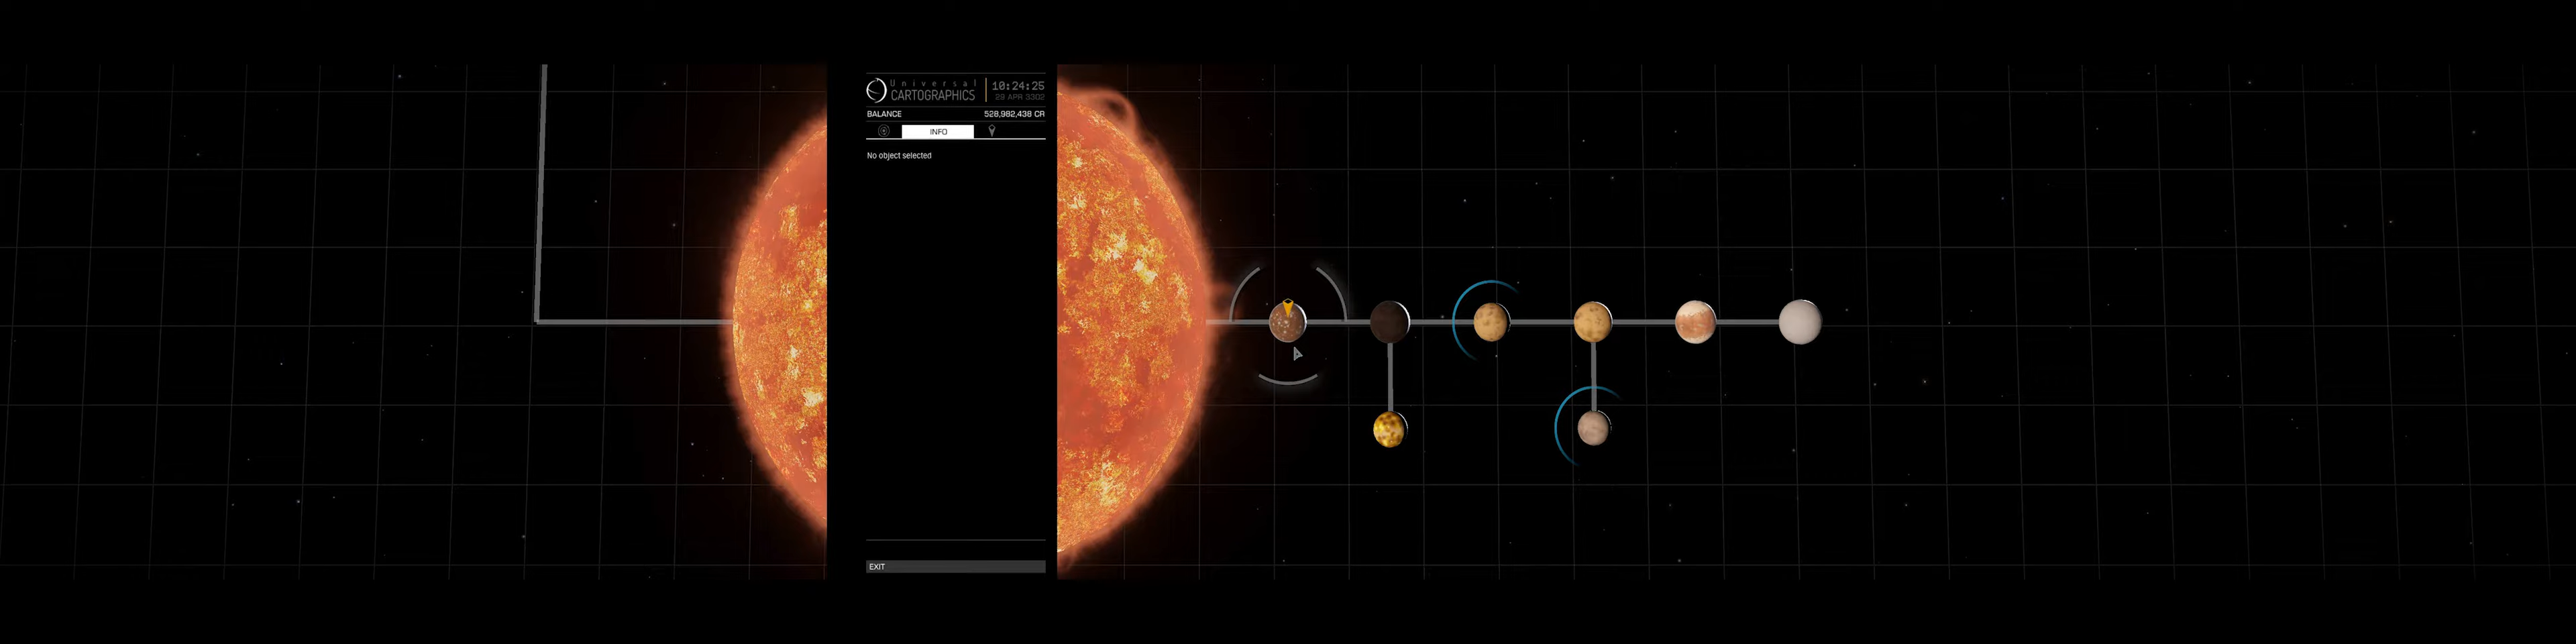 Universal
CARTOGRAPHICS
10:24:25
29 APR 3302
BALANCE 528,982,438 CR
INFO
No object selected
EXIT